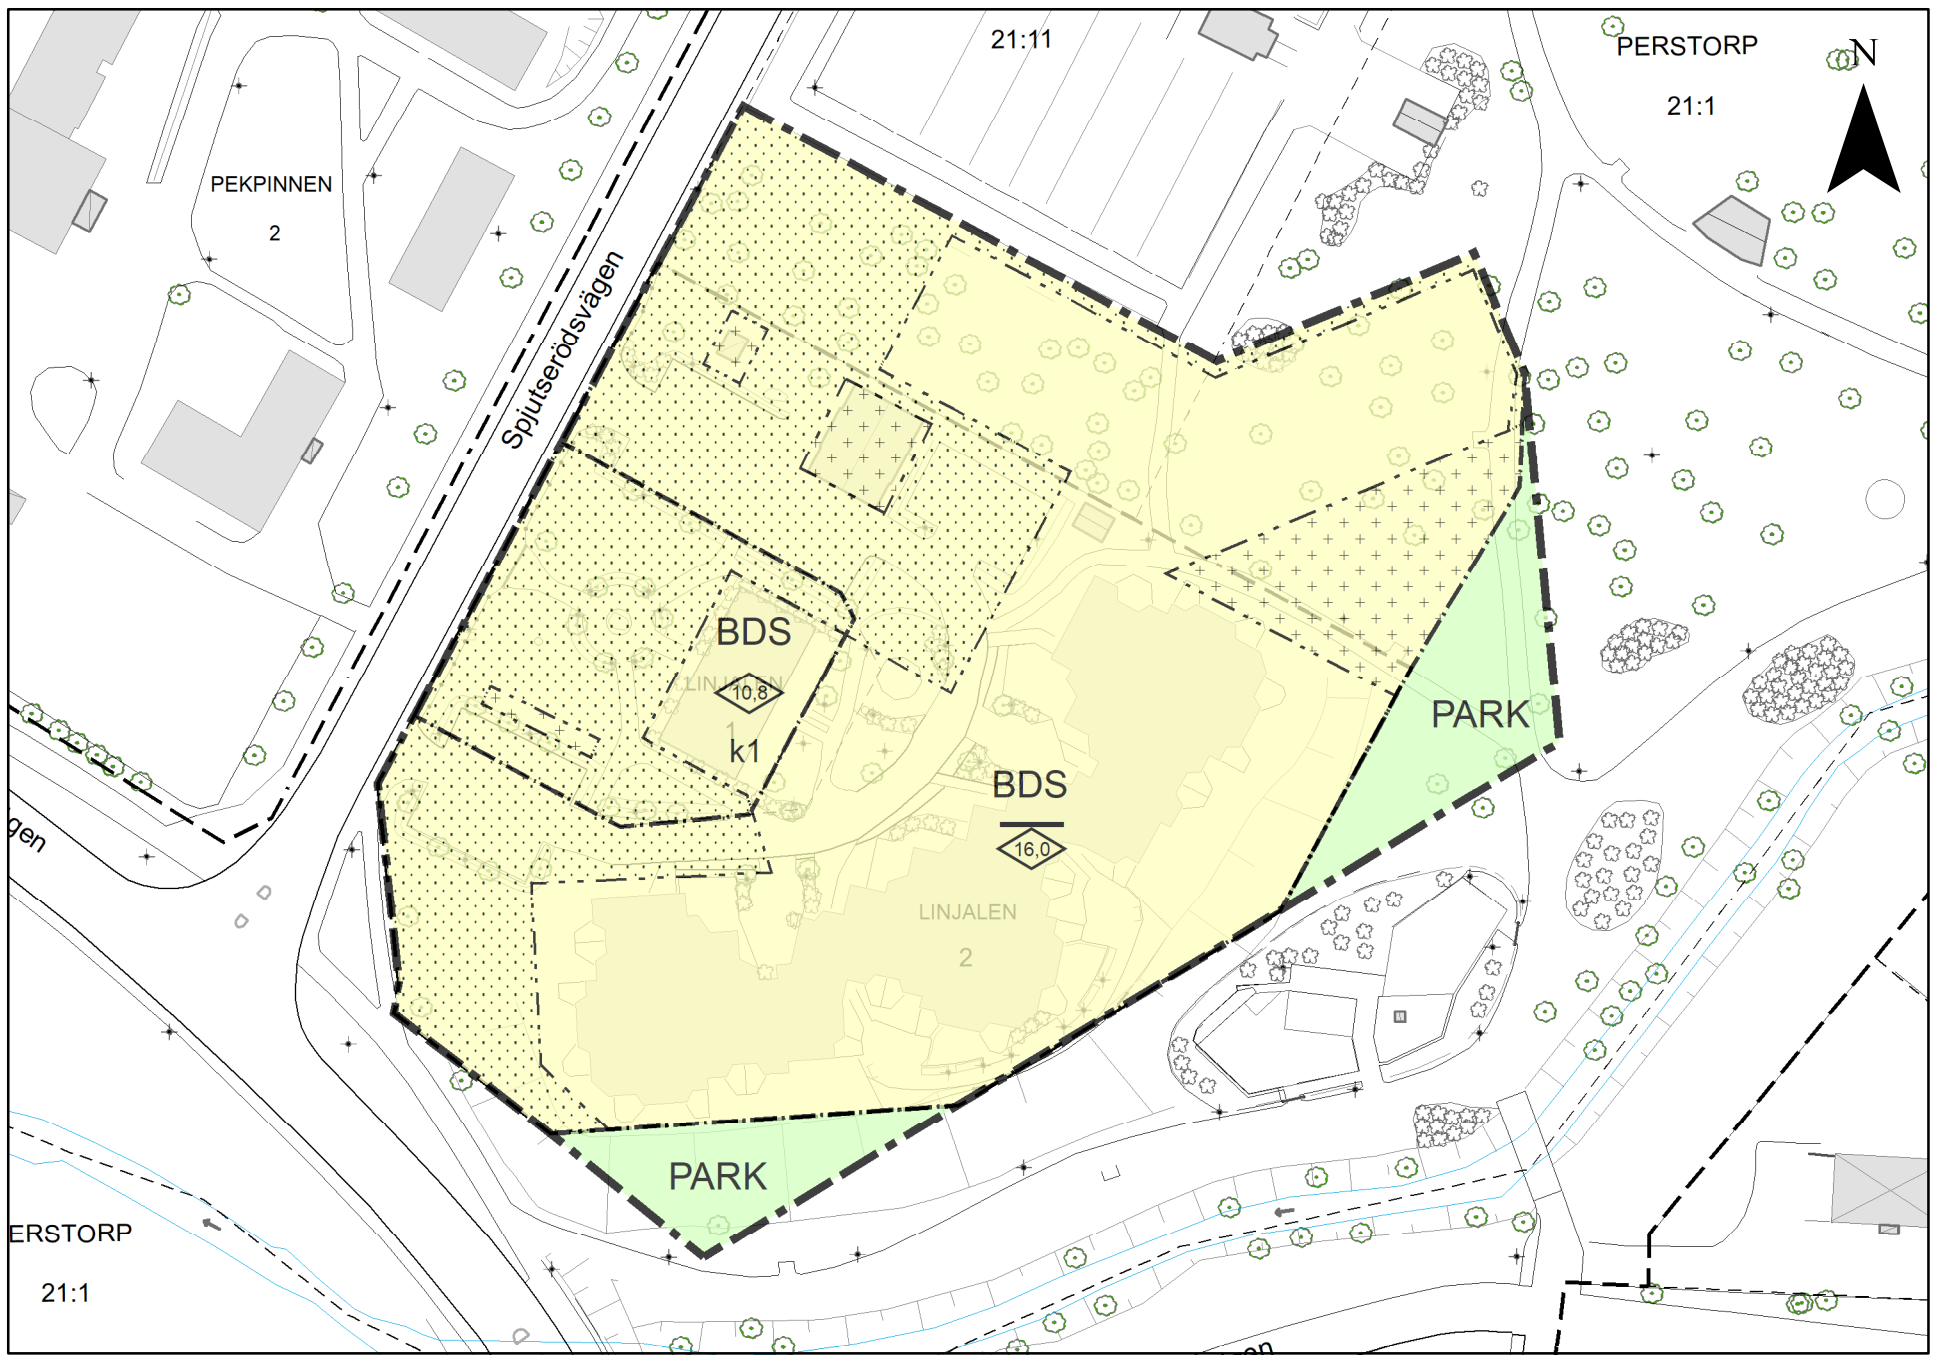 21:11
PERSTORP
21:1
N
PEKPINNEN
2
Spjutserödsvägen
BDS
LINJALEN
10,8
1
k1
PARK
BDS
16,0
LINJALEN
2
gen
PARK
ERSTORP
21:1
en